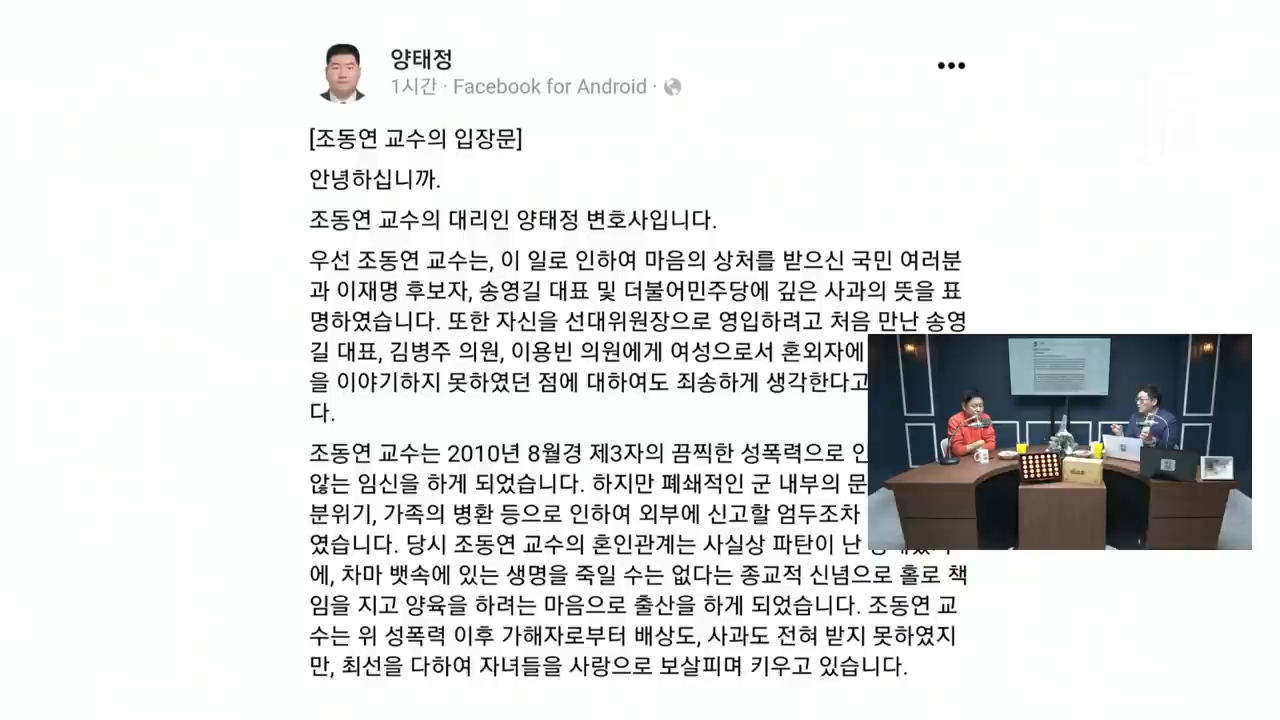 양태정
1시간 · Facebook for Android ·
[조동연 교수의 입장문]
안녕하십니까.
조동연 교수의 대리인 양태정 변호사입니다.
우선 조동연 교수는, 이 일로 인하여 마음의 상처를 받으신 국민 여러분
과 이재명 후보자, 송영길 대표 및 더불어민주당에 깊은 사과의 뜻을 표
명하였습니다. 또한 자신을 선대위원장으로 영입하려고 처음 만난 송영
길 대표, 김병주 의원, 이용빈 의원에게 여성으로서 혼외자에
을 이야기하지 못하였던 점에 대하여도 죄송하게 생각한다고
다.
조동연 교수는 2010년 8월경 제3자의 끔찍한 성폭력으로 인
않는 임신을 하게 되었습니다. 하지만 폐쇄적인 군 내부의 문
분위기, 가족의 병환 등으로 인하여 외부에 신고할 엄두조차
였습니다. 당시 조동연 교수의 혼인관계는 사실상 파탄이 난
에, 차마 뱃속에 있는 생명을 죽일 수는 없다는 종교적 신념으로 홀로 책
임을 지고 양육을 하려는 마음으로 출산을 하게 되었습니다. 조동연 교
수는 위 성폭력 이후 가해자로부터 배상도, 사과도 전혀 받지 못하였지
만, 최선을 다하여 자녀들을 사랑으로 보살피며 키우고 있습니다.